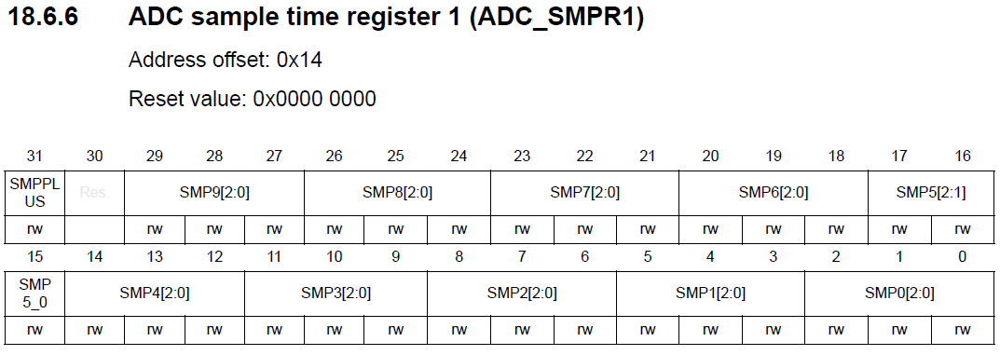 18.6.6 ADC sample time register 1 (ADC_SMPR1)
Address offset: 0x14
Reset value: 0x0000 0000
31 30 29 28 27 26 25 24 23 22 21 20 19 18 17 16
SMPPL
US
Res. SMP9[2:0] SMP8[2:0] SMP7[2:0] SMP6[2:0] SMP5[2:1]
rw rw rw rw rw rw rw rw rw rw rw rw rw rw rw
15 14 13 12 11 10 9 8 7 6 5 4 3 2 1 0
SMP
5_0
SMP4[2:0] SMP3[2:0] SMP2[2:0] SMP1[2:0] SMP0[2:0]
rw rw rw rw rw rw rw rw rw rw rw rw rw rw rw rw